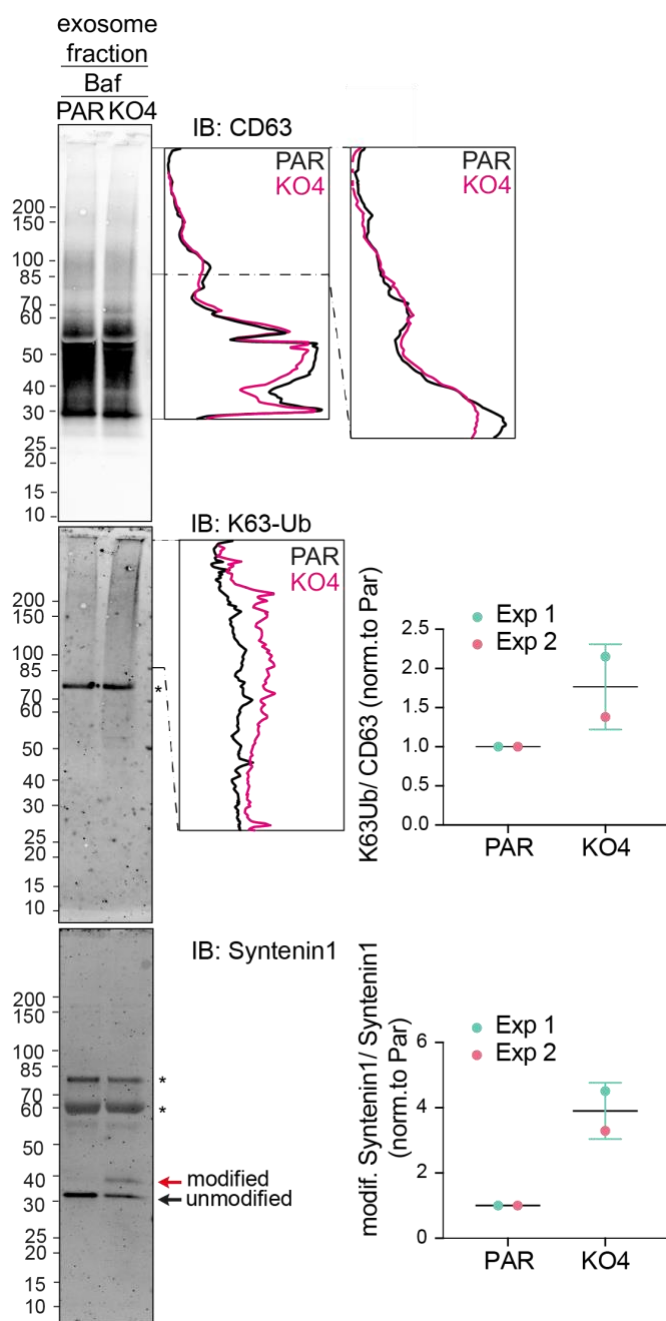 exosome
fraction
Baf
PAR KO4
IB: CD63
PAR
KO4
PAR
KO4
200
150
100
85
70
60
50
40
30
25
20
15
10
IB: K63-Ub
PAR
KO4
200
150
100
85
70
60
50
40
30
25
20
15
10
*
K63Ub/ CD63 (norm.to Par)
Exp 1
Exp 2
2.5
2.0
1.5
1.0
0.5
0.0
PAR KO4
IB: Syntenin1
200
150
100
85
70
60
50
40
30
25
20
15
10
*
*
modified
unmodified
modif. Syntenin1/ Syntenin1
(norm.to Par)
Exp 1
Exp 2
6
4
2
0
PAR KO4